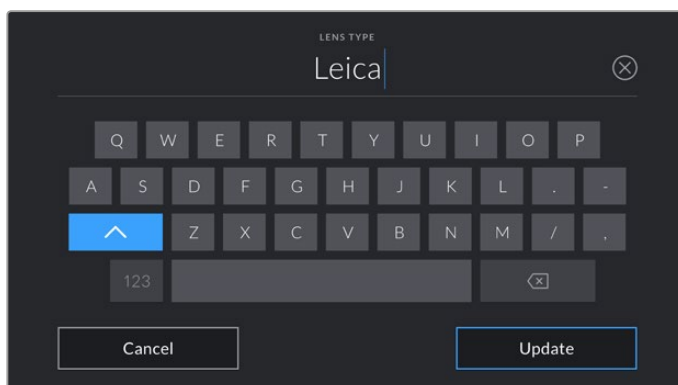 LENS TYPE
Leica
Q W E R T Y U I O P
A S D F G H J K L . -
Z X C V B N M / ,
123
Cancel Update